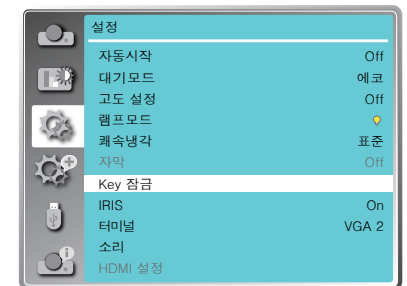 설정
자동시작 Off
대기모드 에코
고도 설정 Off
램프모드
쾌속냉각 표준
자막 Off
Key 잠금
IRIS On
터미널 VGA 2
소리
HDMI 설정